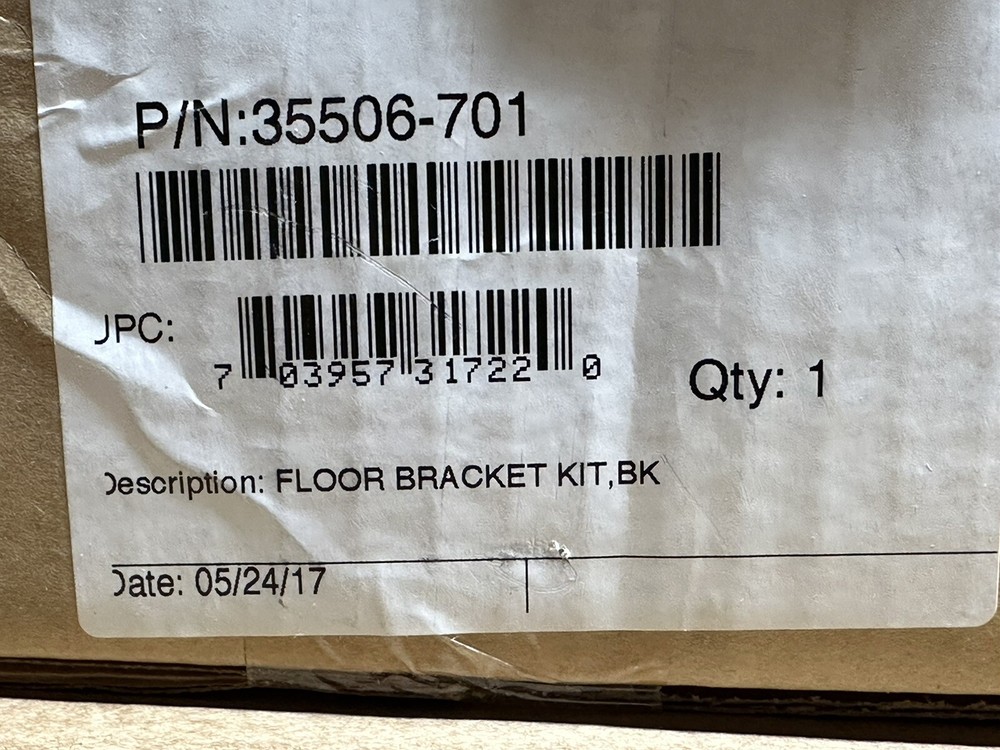 P/N:35506-701
JPC:
7 03957 31722 0
Qty: 1
Description: FLOOR BRACKET KIT,BK
Date: 05/24/17